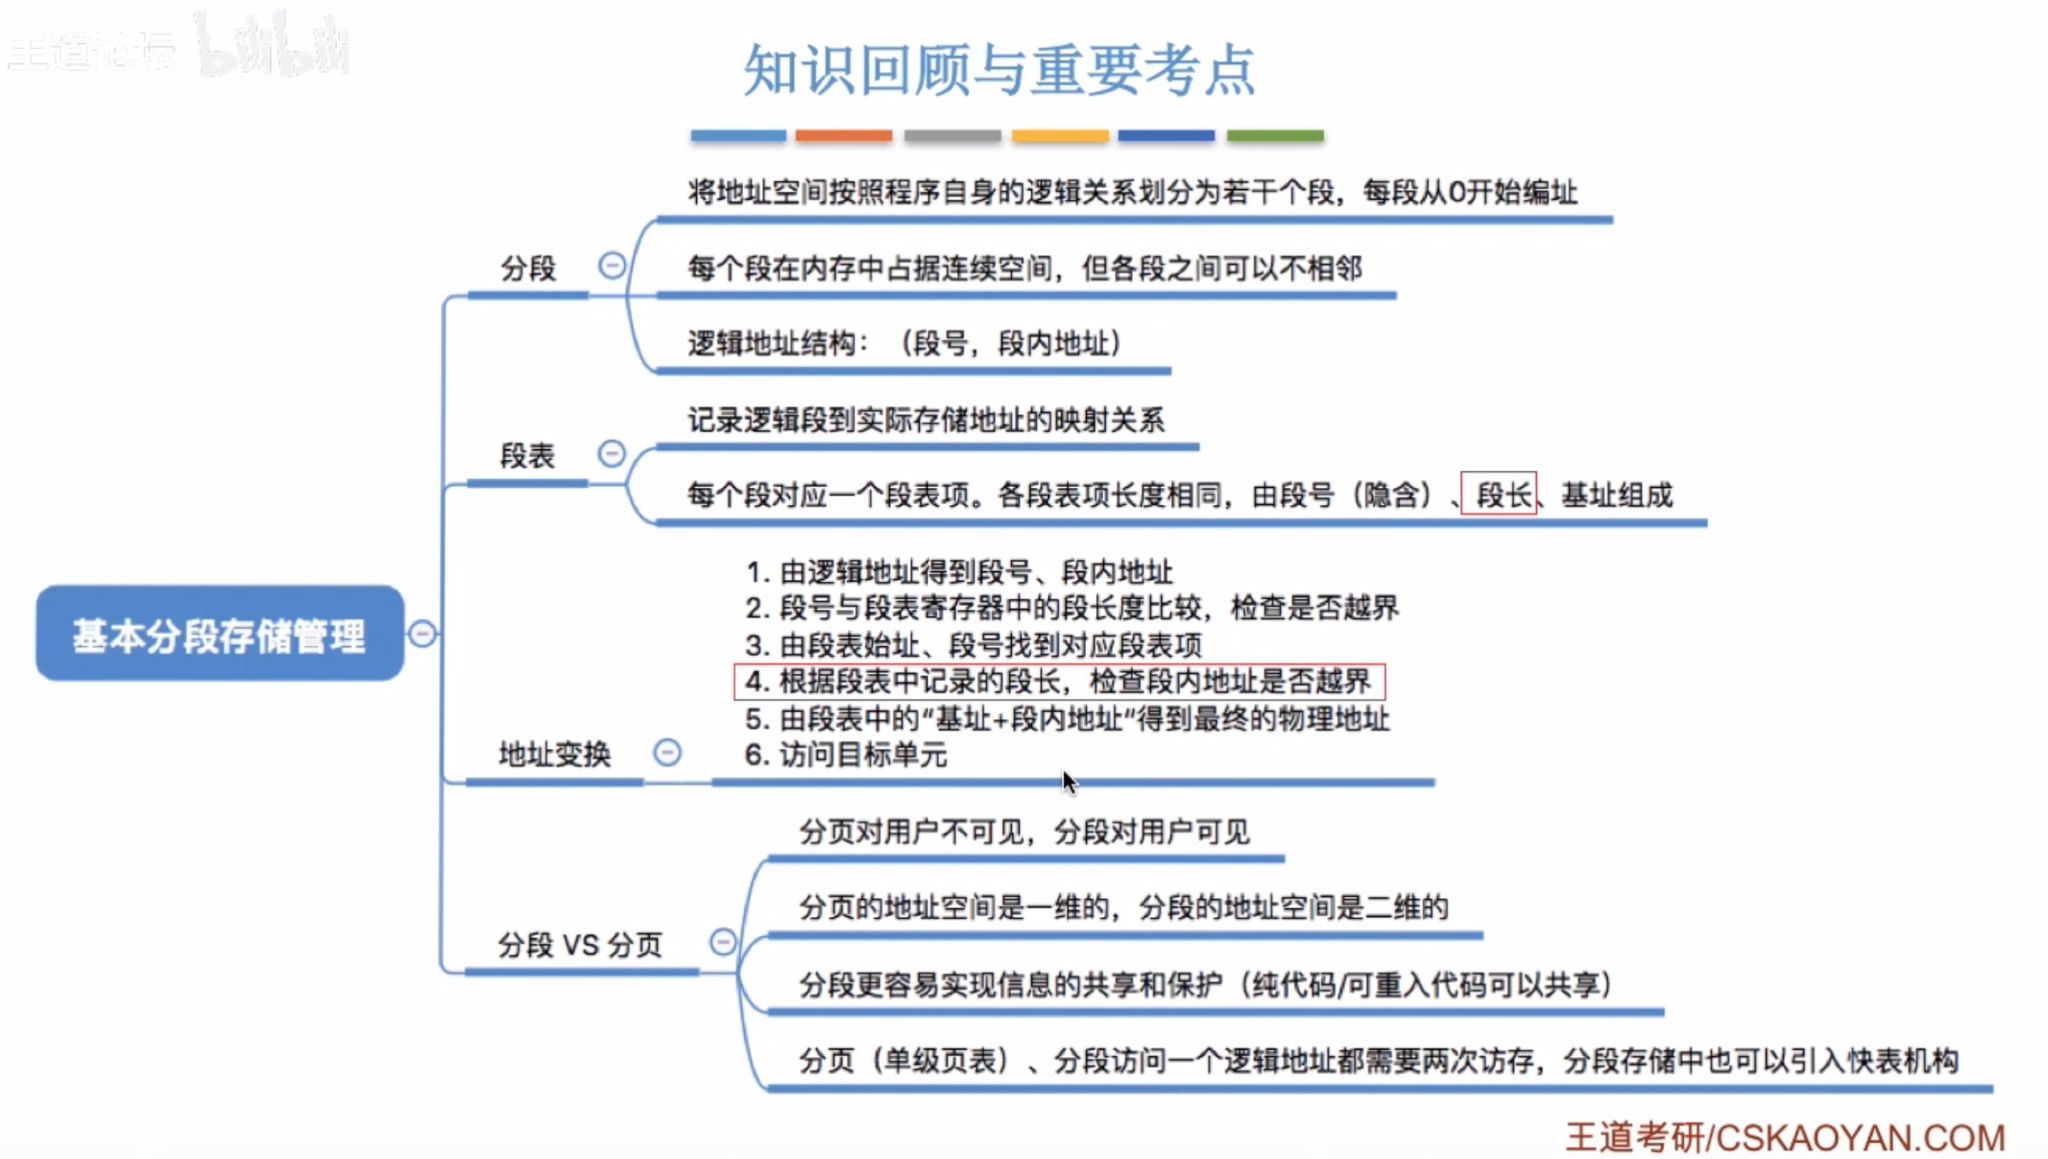 王道论坛 bilibili
知识回顾与重要考点
将地址空间按照程序自身的逻辑关系划分为若干个段，每段从0开始编址
分段
每个段在内存中占据连续空间，但各段之间可以不相邻
逻辑地址结构：（段号，段内地址）
记录逻辑段到实际存储地址的映射关系
段表
每个段对应一个段表项。各段表项长度相同，由段号（隐含）、段长、基址组成
基本分段存储管理
1. 由逻辑地址得到段号、段内地址
2. 段号与段表寄存器中的段长度比较，检查是否越界
3. 由段表始址、段号找到对应段表项
4. 根据段表中记录的段长，检查段内地址是否越界
5. 由段表中的“基址+段内地址“得到最终的物理地址
6. 访问目标单元
地址变换
分页对用户不可见，分段对用户可见
分页的地址空间是一维的，分段的地址空间是二维的
分段 VS 分页
分段更容易实现信息的共享和保护（纯代码/可重入代码可以共享）
分页（单级页表）、分段访问一个逻辑地址都需要两次访存，分段存储中也可以引入快表机构
王道考研/CSKAOYAN.COM